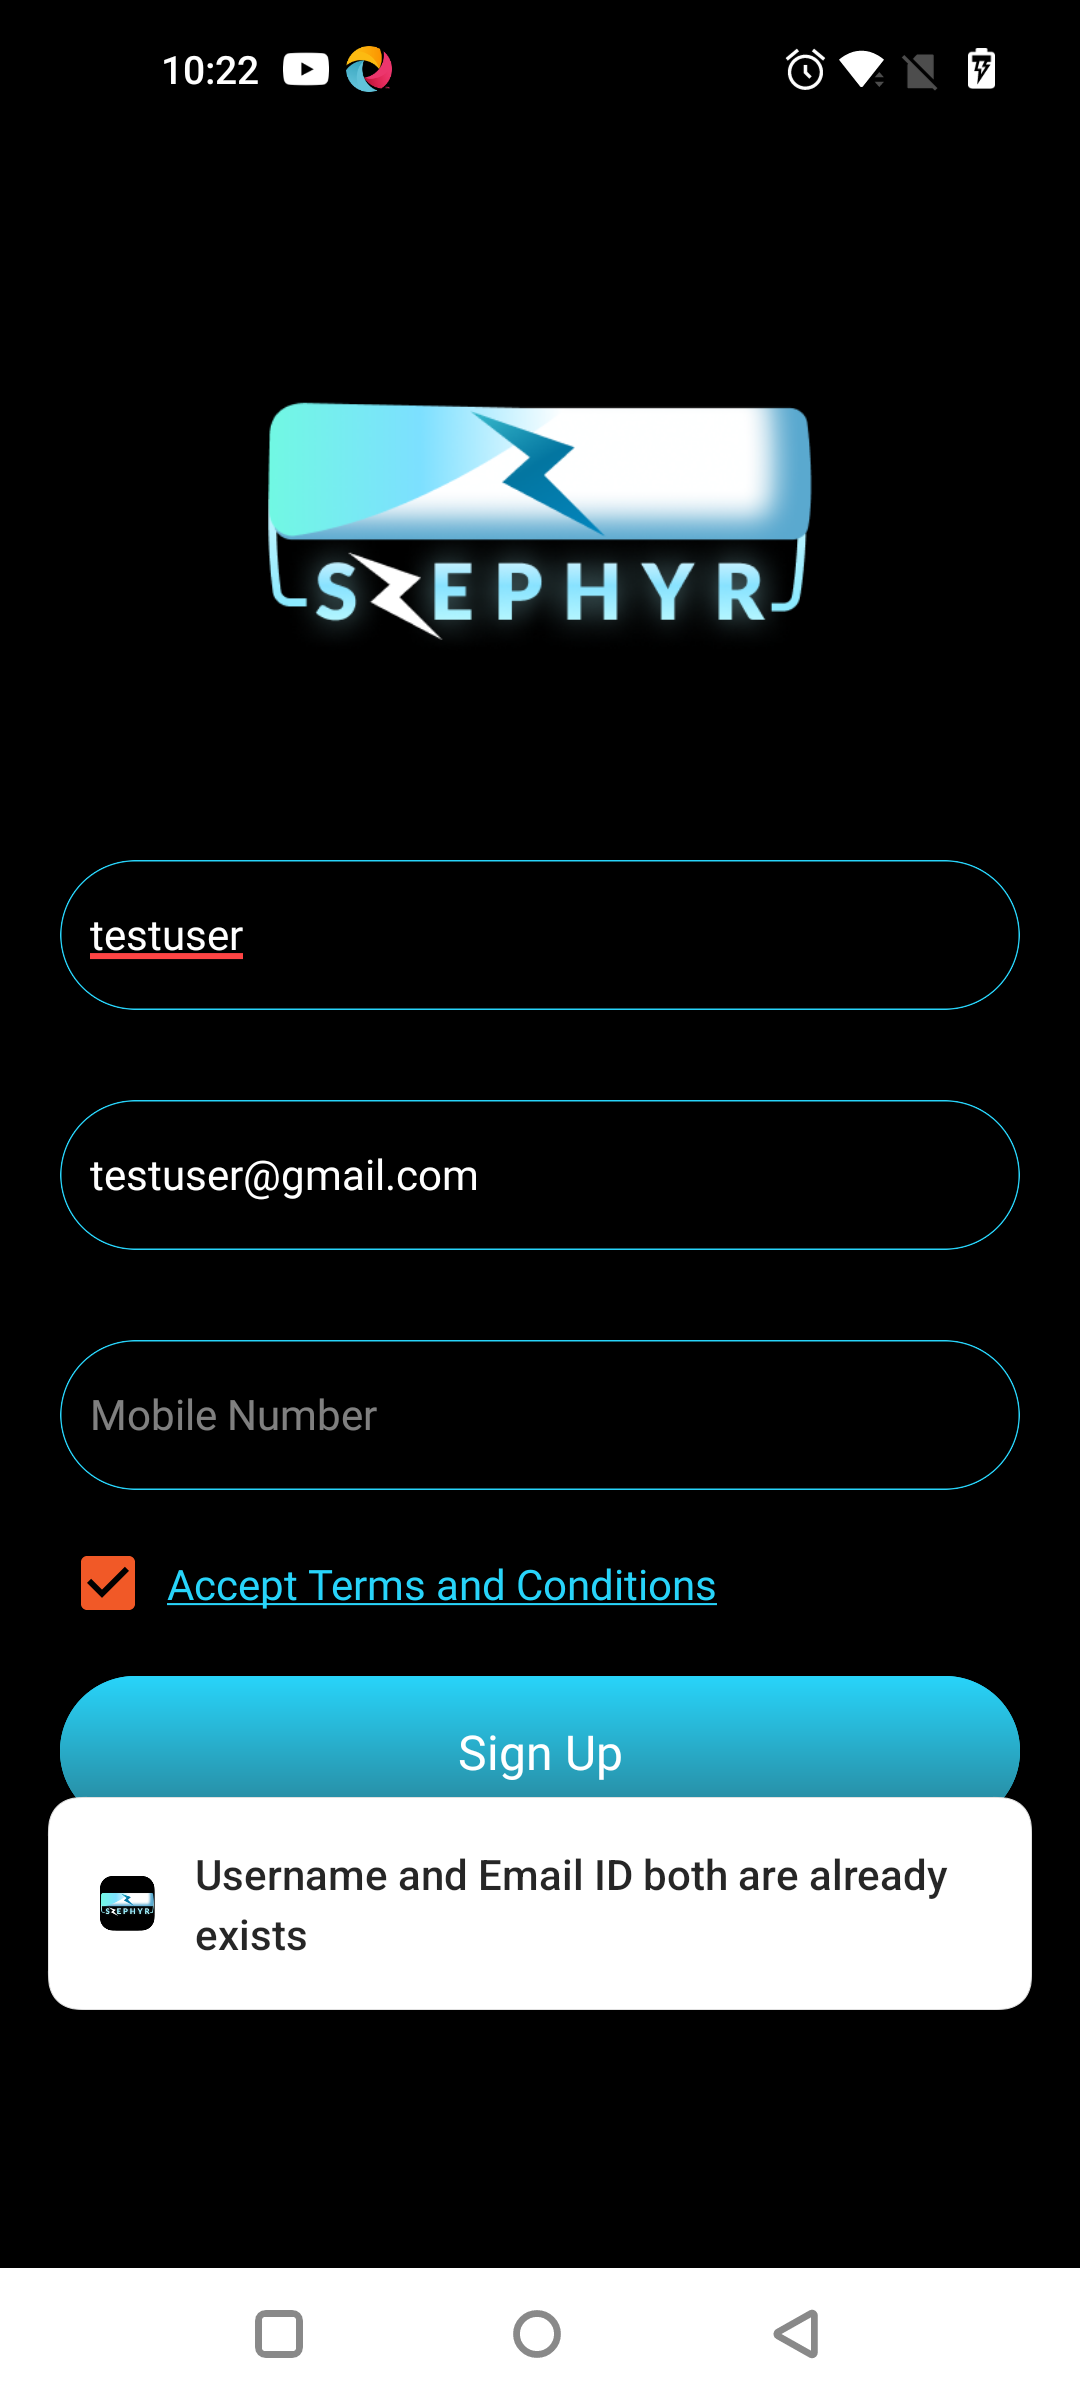 10:22
SZEPHYR
testuser
testuser@gmail.com
Mobile Number
Accept Terms and Conditions
Sign Up
SZEPHYR
Username and Email ID both are already
exists